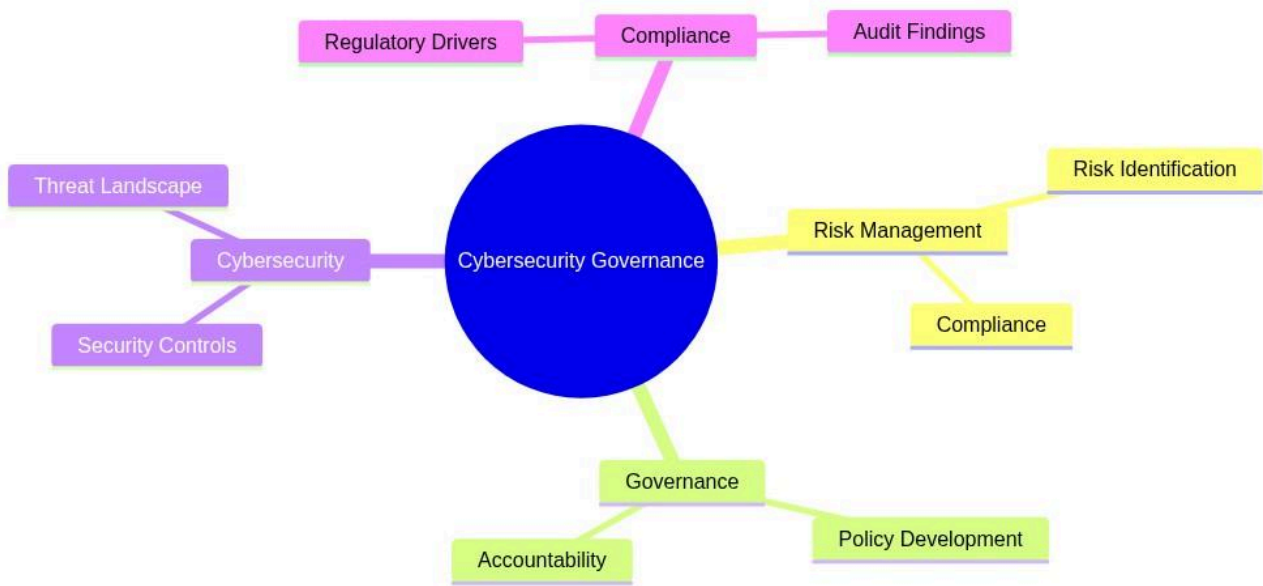 Regulatory Drivers
Compliance
Audit Findings
Threat Landscape
Risk Identification
Risk Management
Cybersecurity
Cybersecurity Governance
Security Controls
Compliance
Governance
Accountability
Policy Development